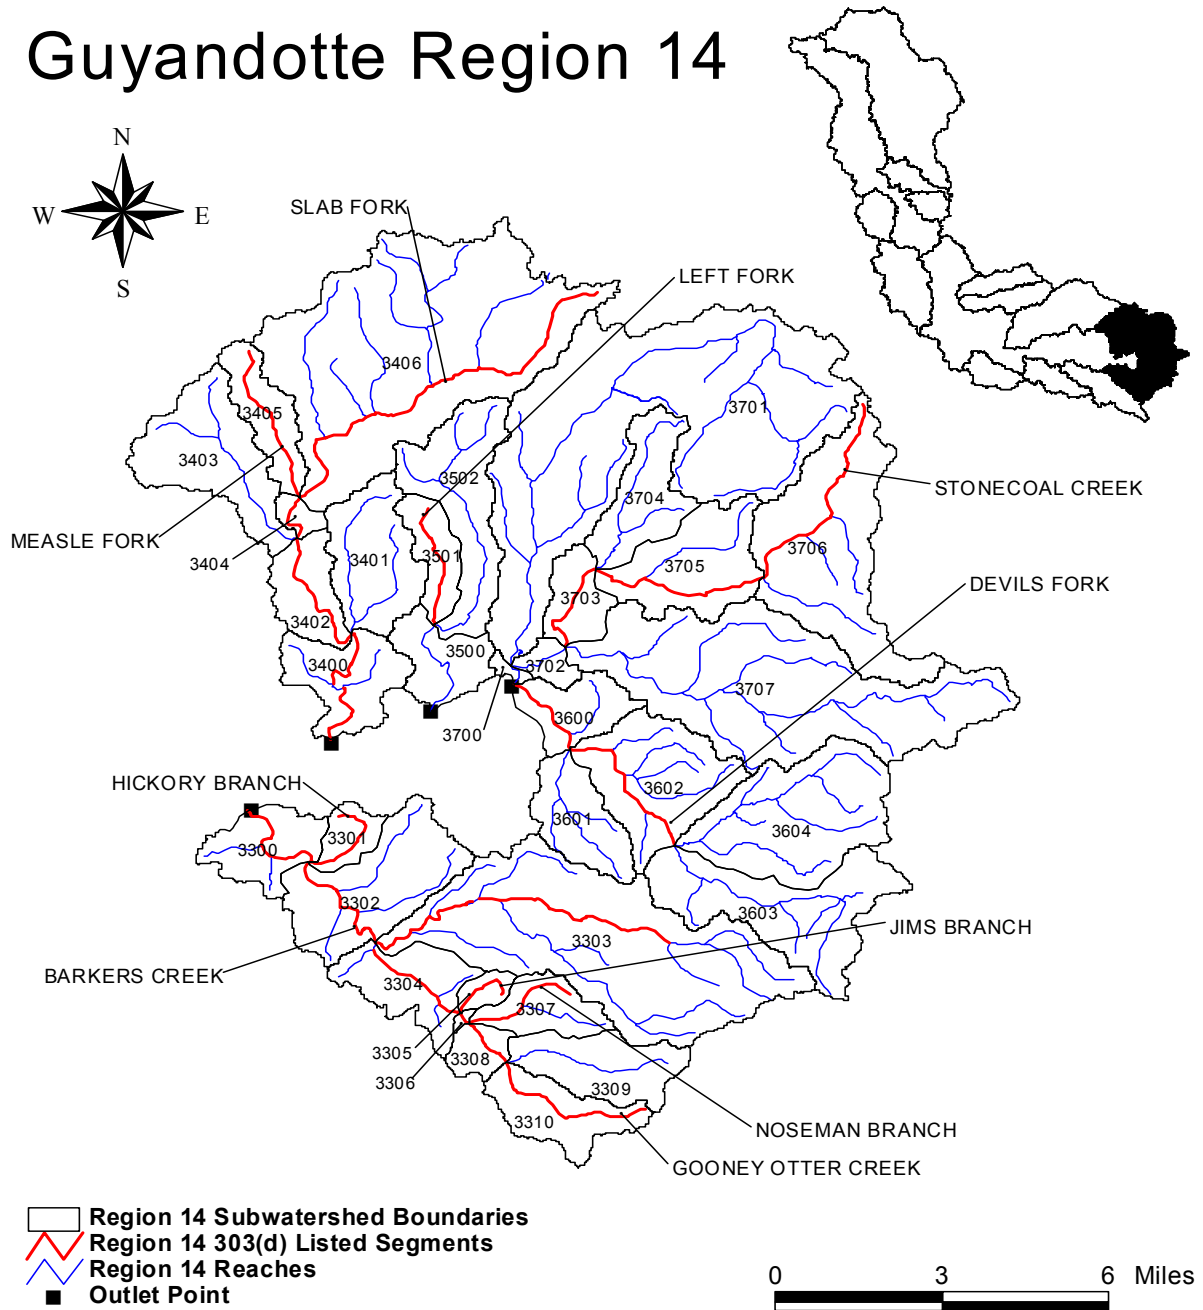 Guyandotte Region 14
N
W E
S
SLAB FORK
LEFT FORK
3406
3405
3701
3403
3502
STONECOAL CREEK
3704
MEASLE FORK
3404
3401
3501
3706
3705
DEVILS FORK
3703
3402
3400
3500
3702
3707
3600
3700
HICKORY BRANCH
3602
3601
3604
3301
3300
3302
3603
JIMS BRANCH
3303
BARKERS CREEK
3304
3307
3305
3308
3306
3309
3310
NOSEMAN BRANCH
GOONEY OTTER CREEK
Region 14 Subwatershed Boundaries
Region 14 303(d) Listed Segments
Region 14 Reaches
Outlet Point
0 3 6 Miles